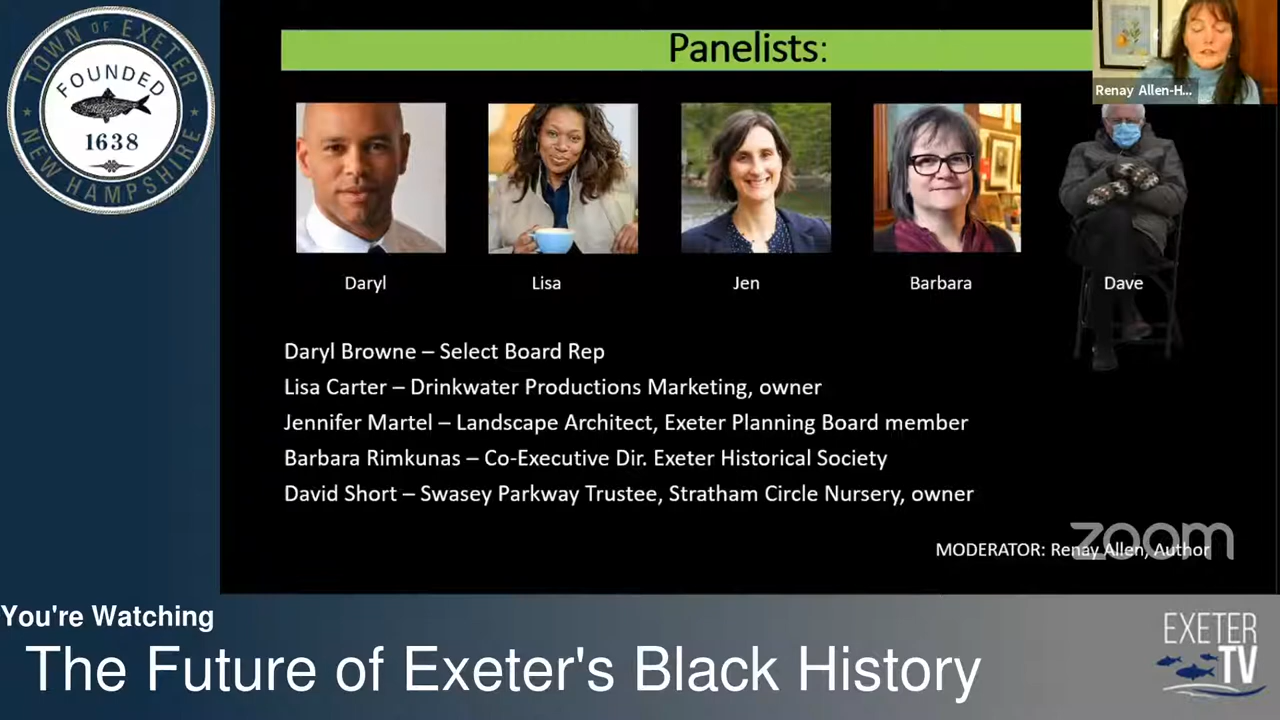 TOWN OF EXETER
FOUNDED
1638
NEW HAMPSHIRE
Panelists:
Renay Allen-H...
Daryl
Lisa
Jen
Barbara
Dave
Daryl Browne – Select Board Rep
Lisa Carter – Drinkwater Productions Marketing, owner
Jennifer Martel – Landscape Architect, Exeter Planning Board member
Barbara Rimkunas – Co-Executive Dir. Exeter Historical Society
David Short – Swasey Parkway Trustee, Stratham Circle Nursery, owner
zoom
MODERATOR: Renay Allen, Author
You're Watching
The Future of Exeter's Black History
EXETER
TV